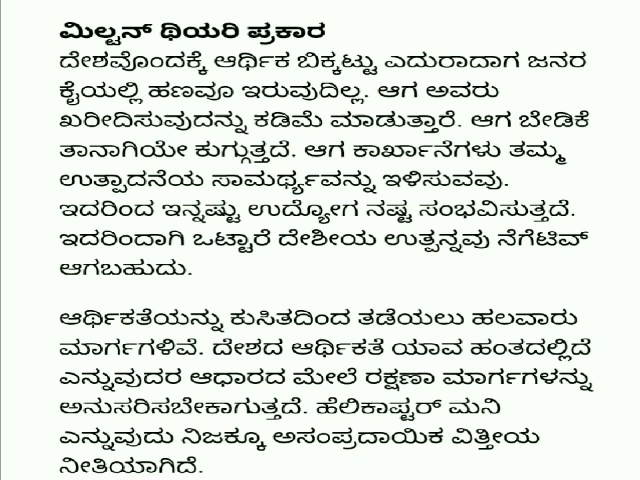 ಮಿಲ್ಟನ್ ಥಿಯರಿ ಪ್ರಕಾರ
ದೇಶವೊಂದಕ್ಕೆ ಆರ್ಥಿಕ ಬಿಕ್ಕಟ್ಟು ಎದುರಾದಾಗ ಜನರ
ಕೈಯಲ್ಲಿ ಹಣವೂ ಇರುವುದಿಲ್ಲ. ಆಗ ಅವರು
ಖರೀದಿಸುವುದನ್ನು ಕಡಿಮೆ ಮಾಡುತ್ತಾರೆ. ಆಗ ಬೇಡಿಕೆ
ತಾನಾಗಿಯೇ ಕುಗ್ಗುತ್ತದೆ. ಆಗ ಕಾರ್ಖಾನೆಗಳು ತಮ್ಮ
ಉತ್ಪಾದನೆಯ ಸಾಮರ್ಥ್ಯವನ್ನು ಇಳಿಸುವವು.
ಇದರಿಂದ ಇನ್ನಷ್ಟು ಉದ್ಯೋಗ ನಷ್ಟ ಸಂಭವಿಸುತ್ತದೆ.
ಇದರಿಂದಾಗಿ ಒಟ್ಟಾರೆ ದೇಶೀಯ ಉತ್ಪನ್ನವು ನೆಗೆಟಿವ್
ಆಗಬಹುದು.
ಆರ್ಥಿಕತೆಯನ್ನು ಕುಸಿತದಿಂದ ತಡೆಯಲು ಹಲವಾರು
ಮಾರ್ಗಗಳಿವೆ. ದೇಶದ ಆರ್ಥಿಕತೆ ಯಾವ ಹಂತದಲ್ಲಿದೆ
ಎನ್ನುವುದರ ಆಧಾರದ ಮೇಲೆ ರಕ್ಷಣಾ ಮಾರ್ಗಗಳನ್ನು
ಅನುಸರಿಸಬೇಕಾಗುತ್ತದೆ. ಹೆಲಿಕಾಪ್ಟರ್ ಮನಿ
ಎನ್ನುವುದು ನಿಜಕ್ಕೂ ಅಸಂಪ್ರದಾಯಿಕ ವಿತ್ತೀಯ
ನೀತಿಯಾಗಿದೆ.